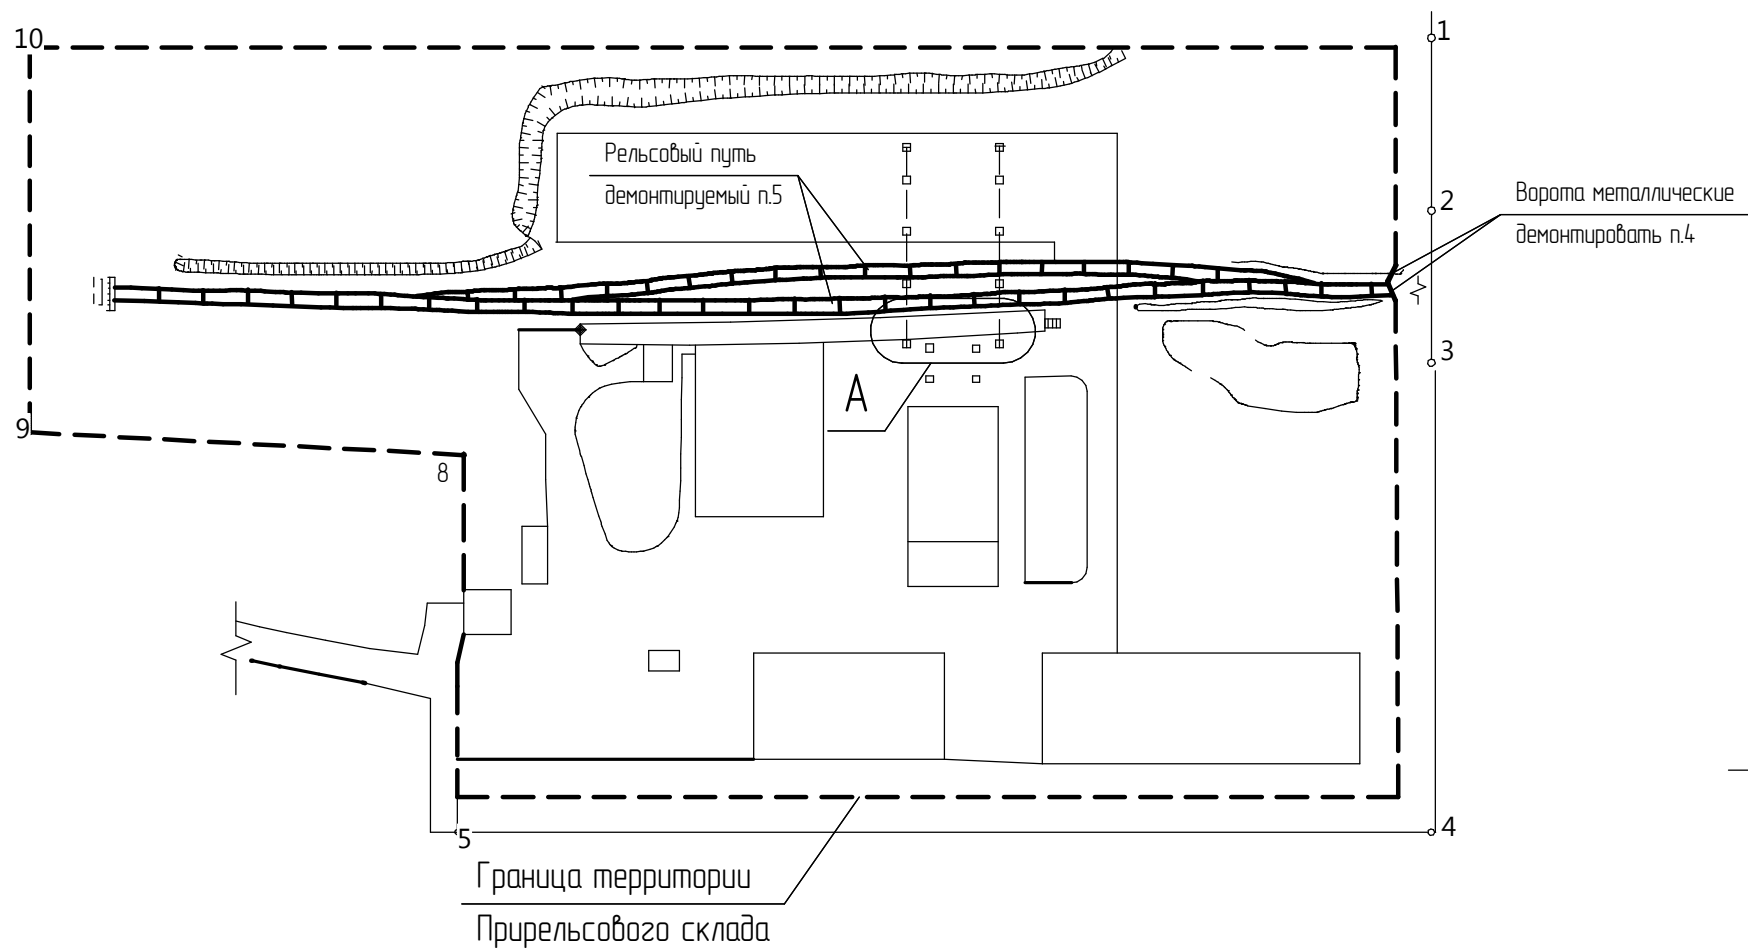 10
1
Рельсовый путь
демонтируемый п.5
2
Ворота металлические
демонтировать п.4
3
А
9
8
5
4
Граница территории
Прирельсового склада